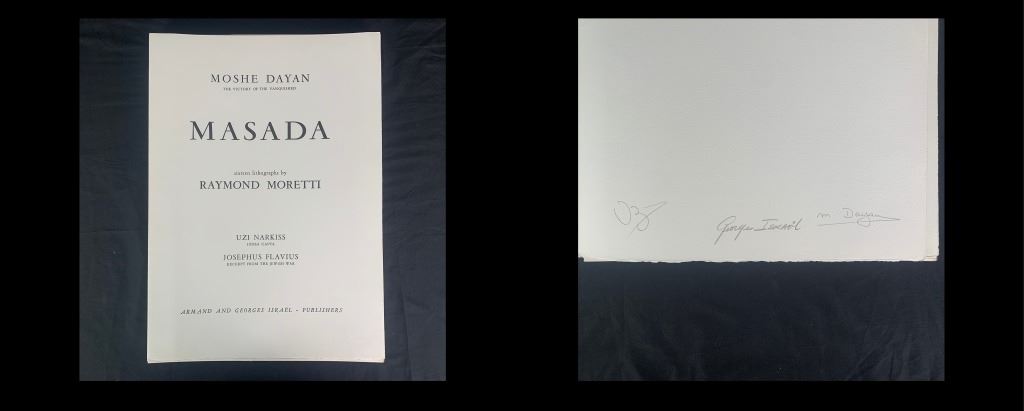 MOSHE DAYAN
THE VICTORY OF THE VANQUISHED
MASADA
sixteen lithographs by
RAYMOND MORETTI
UZI NARKISS
JUDEA CAPTA
JOSEPHUS FLAVIUS
EXCERPT FROM THE JEWISH WAR
ARMAND AND GEORGES ISRAEL - PUBLISHERS
Georges Israël
m Dayan